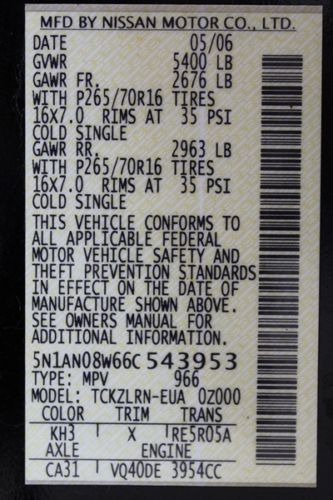 MFD BY NISSAN MOTOR CO., LTD.
DATE 05/06
GVWR 5400 LB
GAWR FR. 2676 LB
WITH P265/70R16 TIRES
16X7.0 RIMS AT 35 PSI
COLD SINGLE
GAWR RR. 2963 LB
WITH P265/70R16 TIRES
16X7.0 RIMS AT 35 PSI
COLD SINGLE
THIS VEHICLE CONFORMS TO
ALL APPLICABLE FEDERAL
MOTOR VEHICLE SAFETY AND
THEFT PREVENTION STANDARDS
IN EFFECT ON THE DATE OF
MANUFACTURE SHOWN ABOVE.
SEE OWNERS MANUAL FOR
ADDITIONAL INFORMATION.
5N1AN08W66C543953
TYPE: MPV 966
MODEL: TCKZLRN-EUA 0Z000
COLOR TRIM TRANS
KH3 X RE5R05A
AXLE ENGINE
CA31 VQ40DE 3954CC